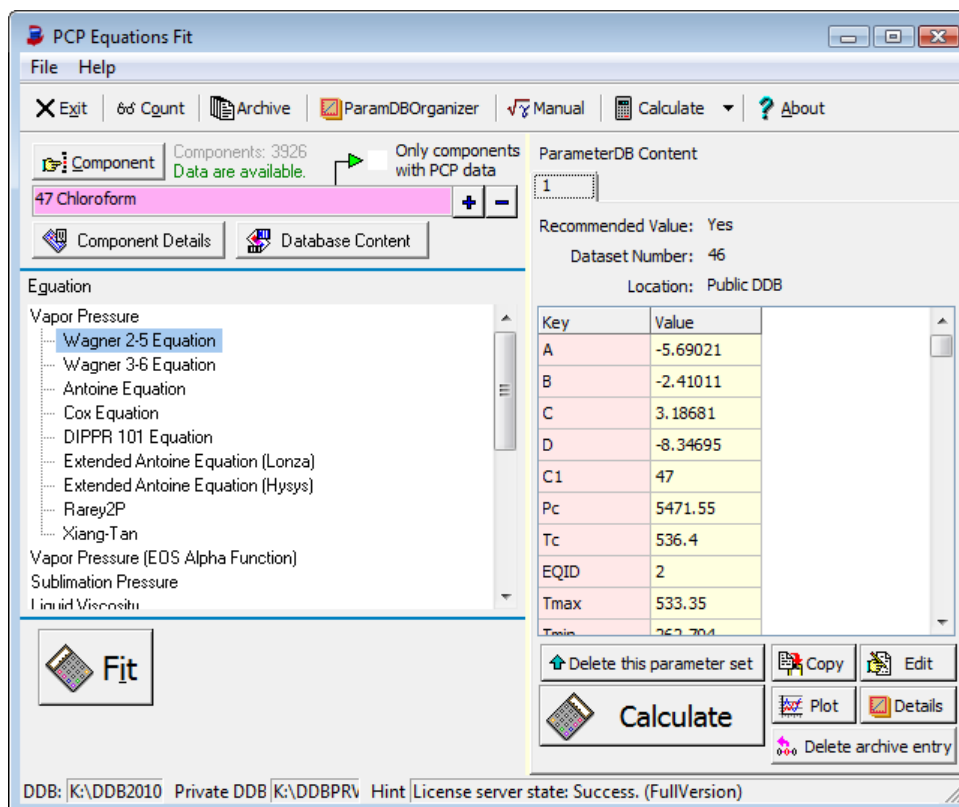 PCP Equations Fit
File Help
Exit Count Archive ParamDBOrganizer Manual Calculate About
Component
Components: 3926
Data are available.
Only components
with PCP data
47 Chloroform
Component Details Database Content
Equation
Vapor Pressure
Wagner 2-5 Equation
Wagner 3-6 Equation
Antoine Equation
Cox Equation
DIPPR 101 Equation
Extended Antoine Equation (Lonza)
Extended Antoine Equation (Hysys)
Rarey2P
Xiang-Tan
Vapor Pressure (EOS Alpha Function)
Sublimation Pressure
Liquid Viscosity
Fit
ParameterDB Content
1
Recommended Value: Yes
Dataset Number: 46
Location: Public DDB
Key Value
A -5.69021
B -2.41011
C 3.18681
D -8.34695
C1 47
Pc 5471.55
Tc 536.4
EQID 2
Tmax 533.35
Tmin 262.704
Delete this parameter set Copy Edit
Calculate Plot Details
Delete archive entry
DDB: K:\DDB2010 Private DDB K:\DDBPRV Hint License server state: Success. (FullVersion)